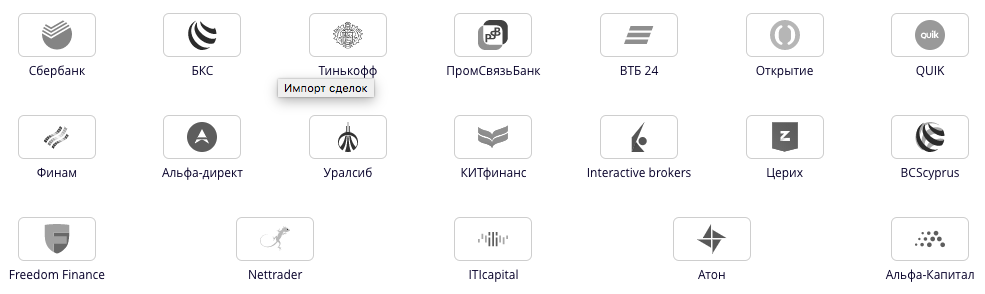 psB
quik
Сбербанк
БКС
Тинькофф
ПромСвязьБанк
ВТБ 24
Открытие
QUIK
Импорт сделок
Z
Финам
Альфа-директ
Уралсиб
КИТфинанс
Interactive brokers
Церих
BCScyprus
Freedom Finance
Nettrader
ITIcapital
Атон
Альфа-Капитал